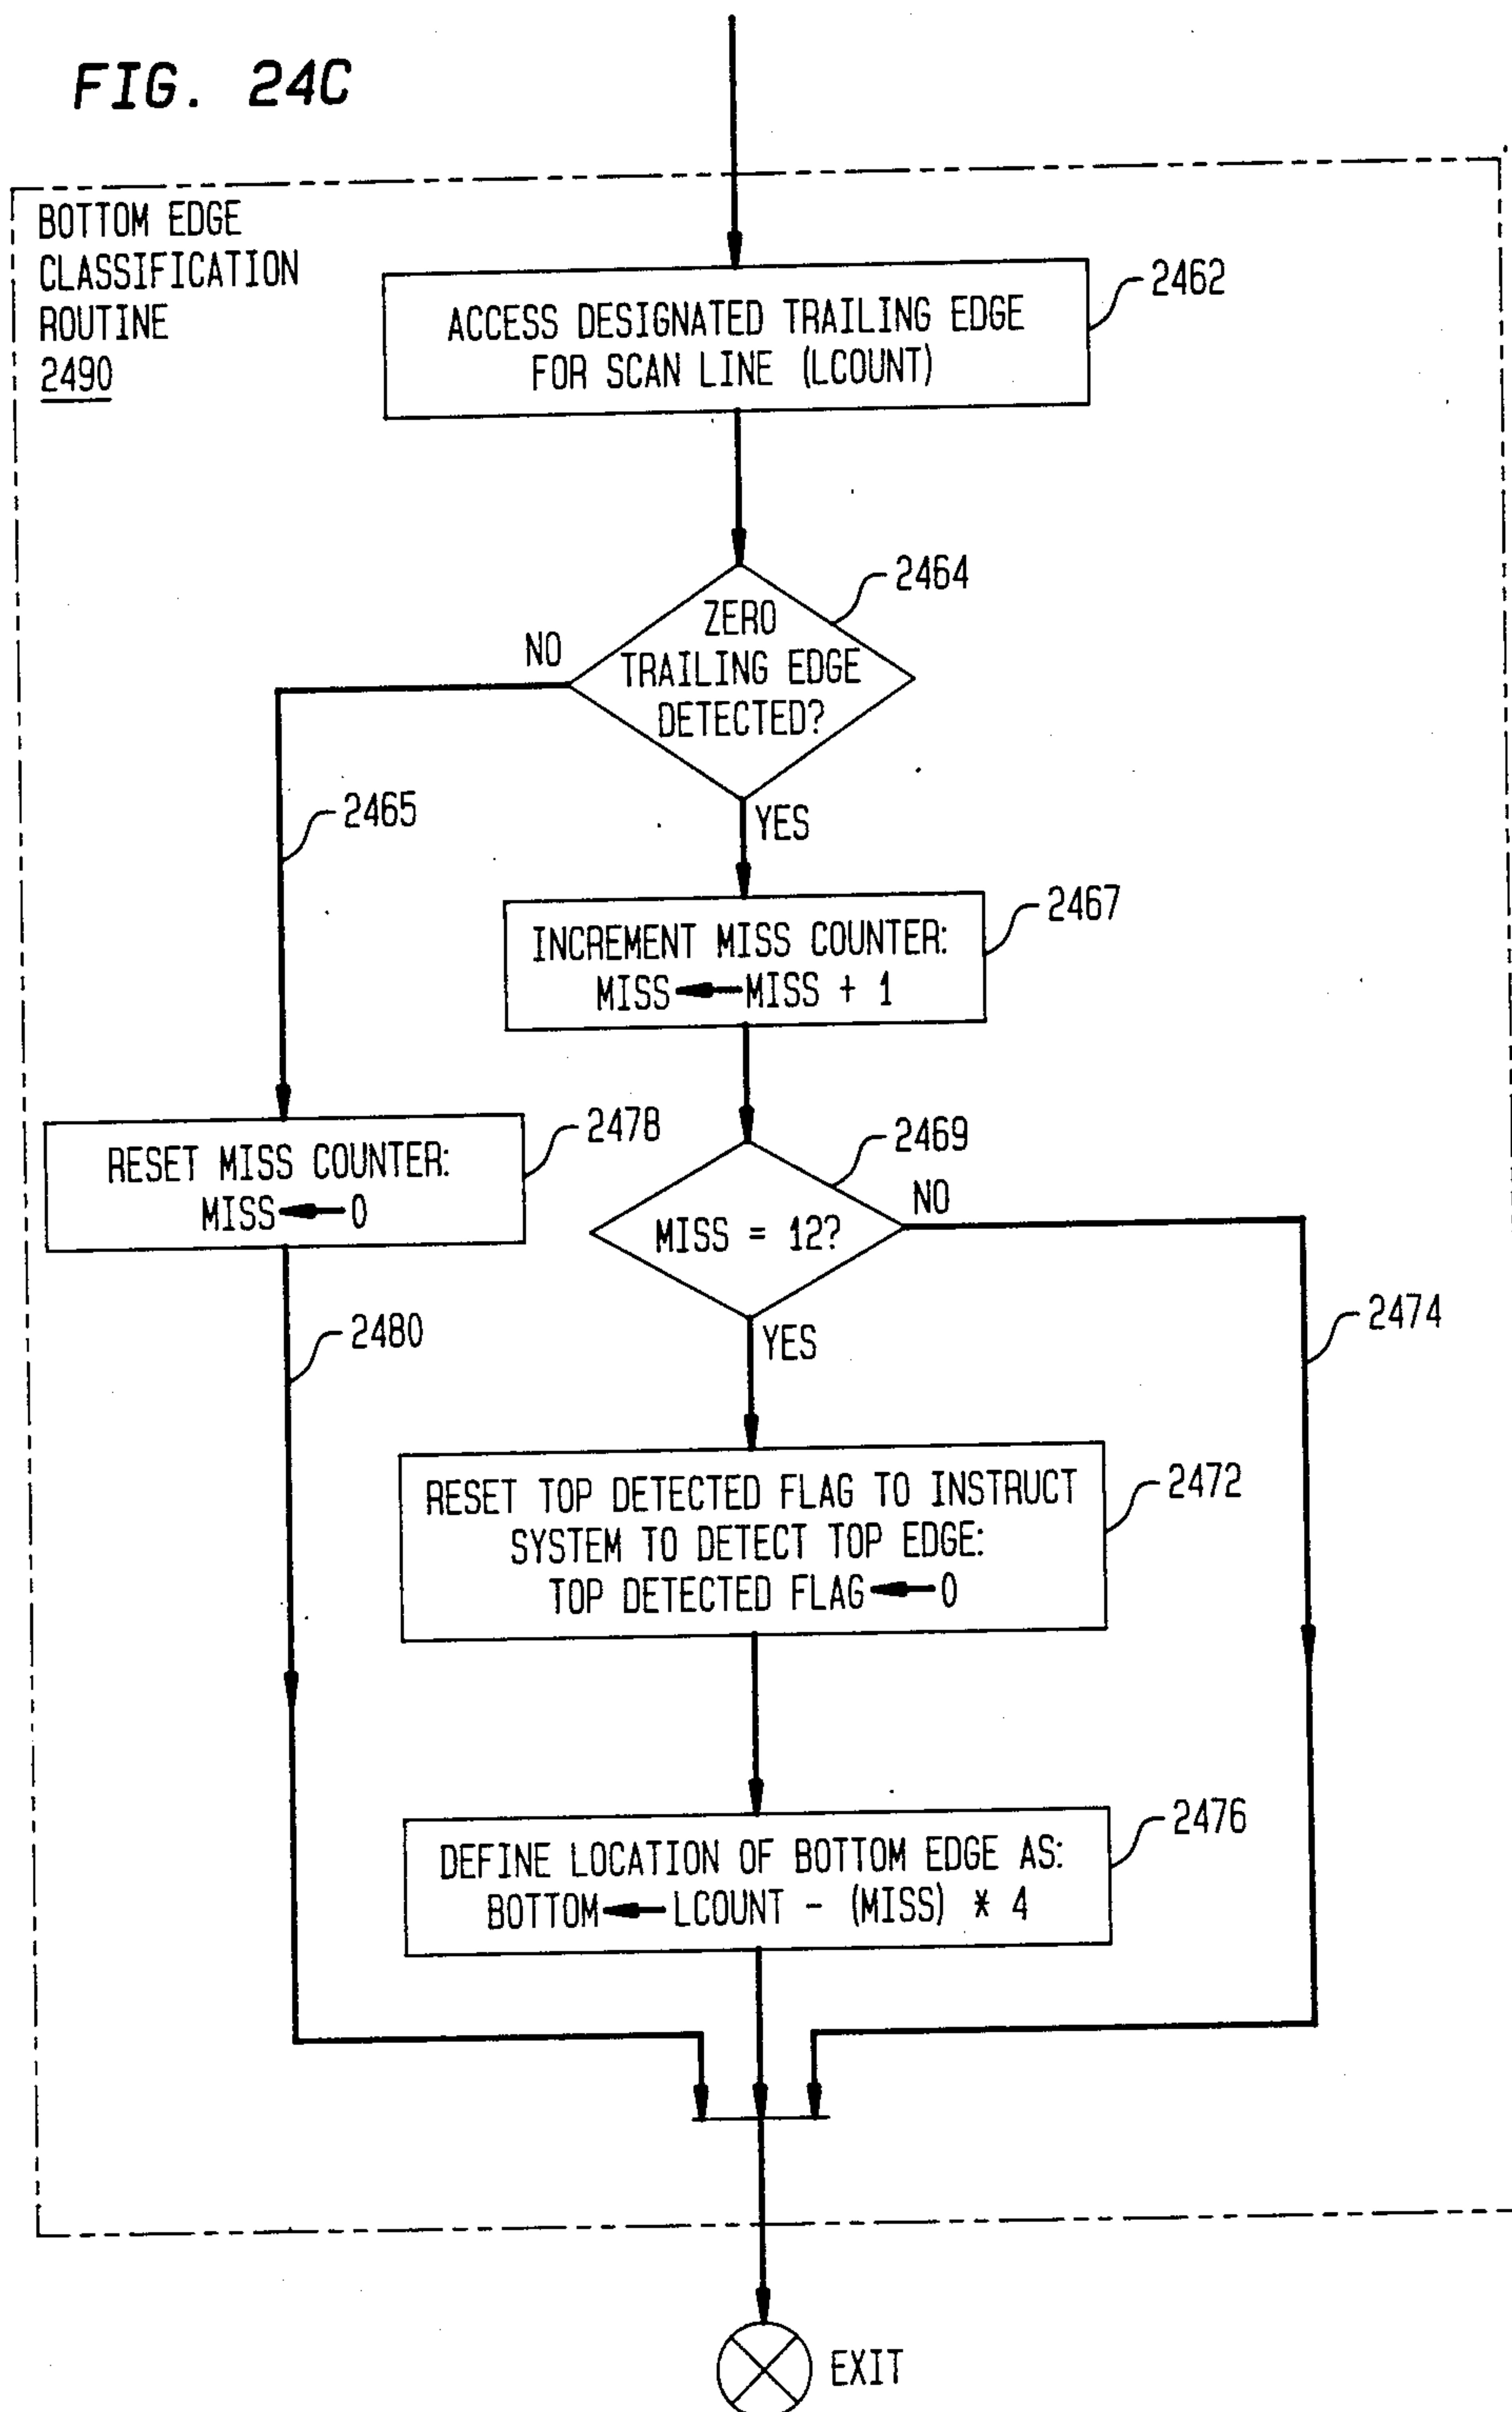 FIG. 24C
BOTTOM EDGE
CLASSIFICATION
ROUTINE
2490
ACCESS DESIGNATED TRAILING EDGE
FOR SCAN LINE (LCOUNT)
2462
ZERO
TRAILING EDGE
DETECTED?
2464
NO
YES
2465
INCREMENT MISS COUNTER:
MISS ← MISS + 1
2467
RESET MISS COUNTER:
MISS ← 0
2478
MISS = 12?
2469
NO
YES
2480
2474
RESET TOP DETECTED FLAG TO INSTRUCT
SYSTEM TO DETECT TOP EDGE:
TOP DETECTED FLAG ← 0
2472
DEFINE LOCATION OF BOTTOM EDGE AS:
BOTTOM ← LCOUNT - (MISS) * 4
2476
EXIT